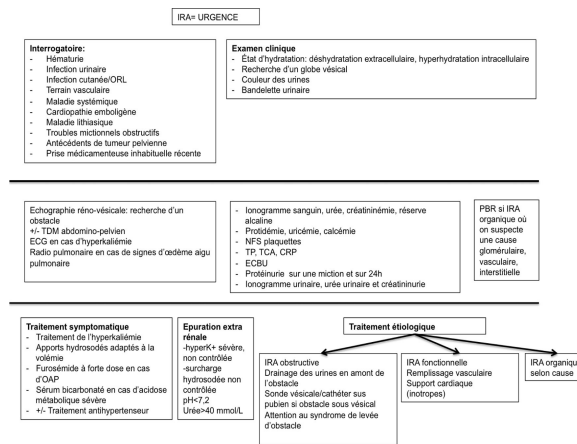 IRA= URGENCE
Interrogatoire:
- Hématurie
- Infection urinaire
- Infection cutanée/ORL
- Terrain vasculaire
- Maladie systémique
- Cardiopathie emboligène
- Maladie lithiasique
- Troubles mictionnels obstructifs
- Antécédents de tumeur pelvienne
- Prise médicamenteuse inhabituelle récente
Examen clinique
- État d'hydratation: déshydratation extracellulaire, hyperhydratation intracellulaire
- Recherche d'un globe vésical
- Couleur des urines
- Bandelette urinaire
Echographie réno-vésicale: recherche d'un
obstacle
+/- TDM abdomino-pelvien
ECG en cas d'hyperkaliémie
Radio pulmonaire en cas de signes d'œdème aigu
pulmonaire
- Ionogramme sanguin, urée, créatininémie, réserve
alcaline
- Protidémie, uricémie, calcémie
- NFS plaquettes
- TP, TCA, CRP
- ECBU
- Protéinurie sur une miction et sur 24h
- Ionogramme urinaire, urée urinaire et créatininurie
PBR si IRA
organique où
on suspecte
une cause
glomérulaire,
vasculaire,
interstitielle
Traitement symptomatique
- Traitement de l'hyperkaliémie
- Apports hydrosodés adaptés à la
volémie
- Furosémide à forte dose en cas
d'OAP
- Sérum bicarbonaté en cas d'acidose
métabolique sévère
- +/- Traitement antihypertenseur
Epuration extra
rénale
-hyperK+ sévère,
non contrôlée
-surcharge
hydrosodée non
contrôlée
pH<7,2
Urée>40 mmol/L
Traitement étiologique
IRA obstructive
Drainage des urines en amont de
l'obstacle
Sonde vésicale/cathéter sus
pubien si obstacle sous vésical
Attention au syndrome de levée
d'obstacle
IRA fonctionnelle
Remplissage vasculaire
Support cardiaque
(inotropes)
IRA organique
selon cause